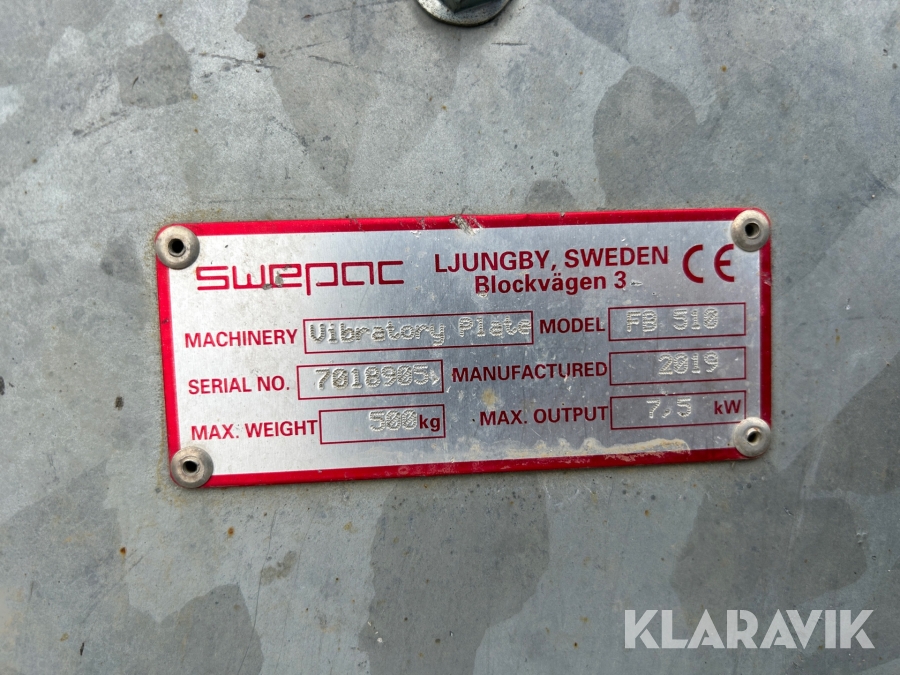 swepac LJUNGBY, SWEDEN CE
Blockvägen 3
MACHINERY Vibratory Plate MODEL FB 510
SERIAL NO. 7018905 MANUFACTURED 2019
MAX. WEIGHT 500kg MAX. OUTPUT 7,5 kW
KLARAVIK